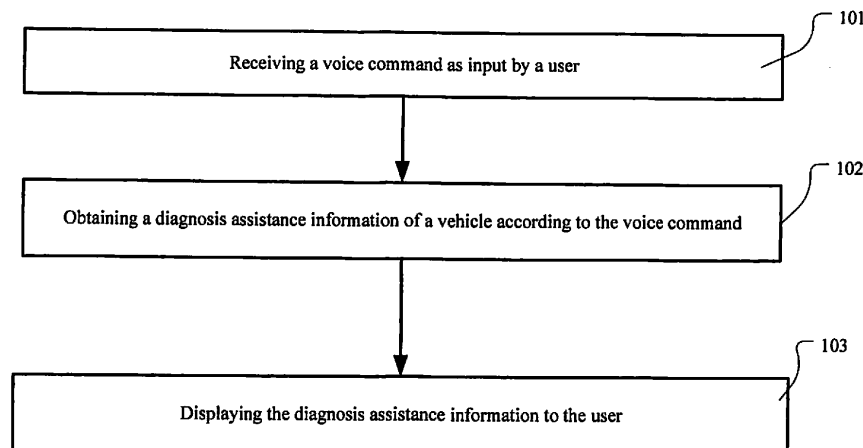 101
Receiving a voice command as input by a user
102
Obtaining a diagnosis assistance information of a vehicle according to the voice command
103
Displaying the diagnosis assistance information to the user